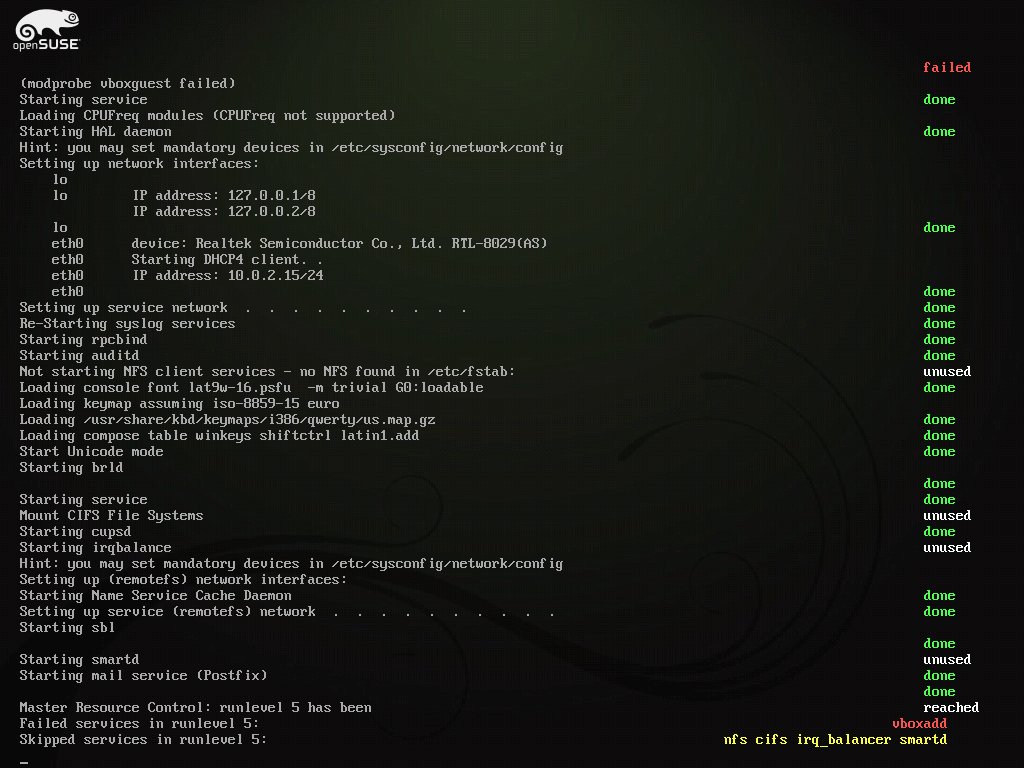 openSUSE
failed
(modprobe vboxguest failed)
Starting service done
Loading CPUFreq modules (CPUFreq not supported)
Starting HAL daemon done
Hint: you may set mandatory devices in /etc/sysconfig/network/config
Setting up network interfaces:
lo
lo IP address: 127.0.0.1/8
IP address: 127.0.0.2/8
lo done
eth0 device: Realtek Semiconductor Co., Ltd. RTL-8029(AS)
eth0 Starting DHCP4 client. .
eth0 IP address: 10.0.2.15/24
eth0 done
Setting up service network . . . . . . . . . . done
Re-Starting syslog services done
Starting rpcbind done
Starting auditd done
Not starting NFS client services - no NFS found in /etc/fstab: unused
Loading console font lat9w-16.psfu -m trivial G0:loadable done
Loading keymap assuming iso-8859-15 euro
Loading /usr/share/kbd/keymaps/i386/qwerty/us.map.gz done
Loading compose table winkeys shiftctrl latin1.add done
Start Unicode mode done
Starting brld
done
Starting service done
Mount CIFS File Systems unused
Starting cupsd done
Starting irqbalance unused
Hint: you may set mandatory devices in /etc/sysconfig/network/config
Setting up (remotefs) network interfaces:
Starting Name Service Cache Daemon done
Setting up service (remotefs) network . . . . . . . . . . done
Starting sbl
done
Starting smartd unused
Starting mail service (Postfix) done
done
Master Resource Control: runlevel 5 has been reached
Failed services in runlevel 5: vboxadd
Skipped services in runlevel 5: nfs cifs irq_balancer smartd
_